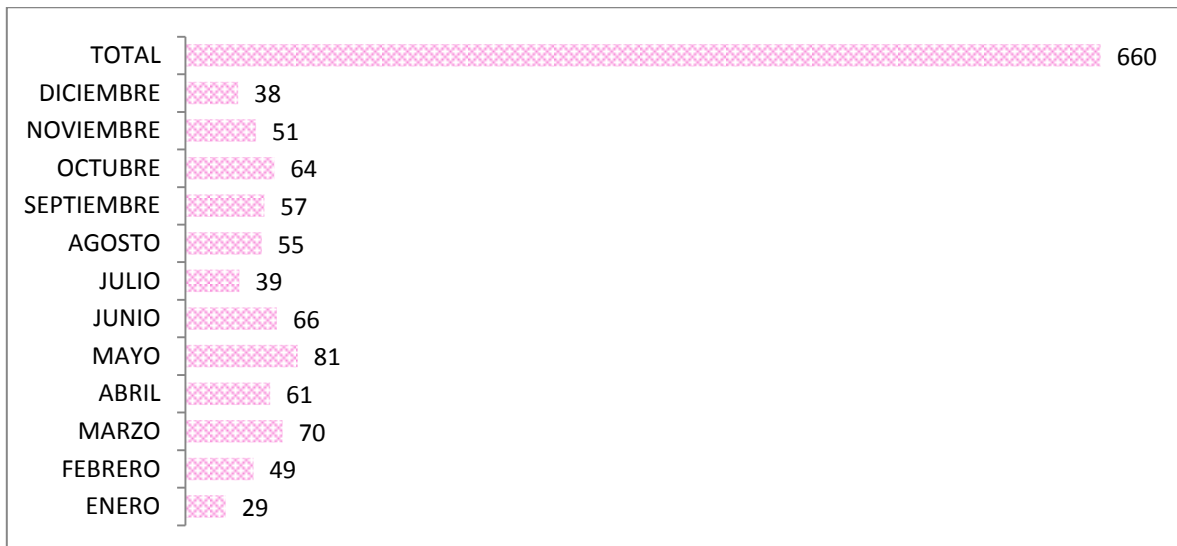 TOTAL 660
DICIEMBRE 38
NOVIEMBRE 51
OCTUBRE 64
SEPTIEMBRE 57
AGOSTO 55
JULIO 39
JUNIO 66
MAYO 81
ABRIL 61
MARZO 70
FEBRERO 49
ENERO 29